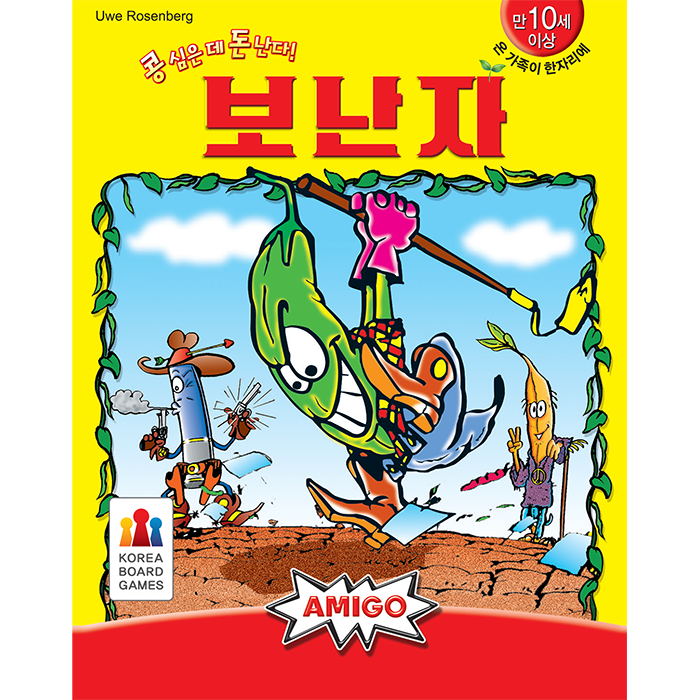 Uwe Rosenberg
만 10세
이상
온 가족이 한자리에
콩 심은 데 돈 난다!
보난자
KOREA
BOARD
GAMES
AMIGO